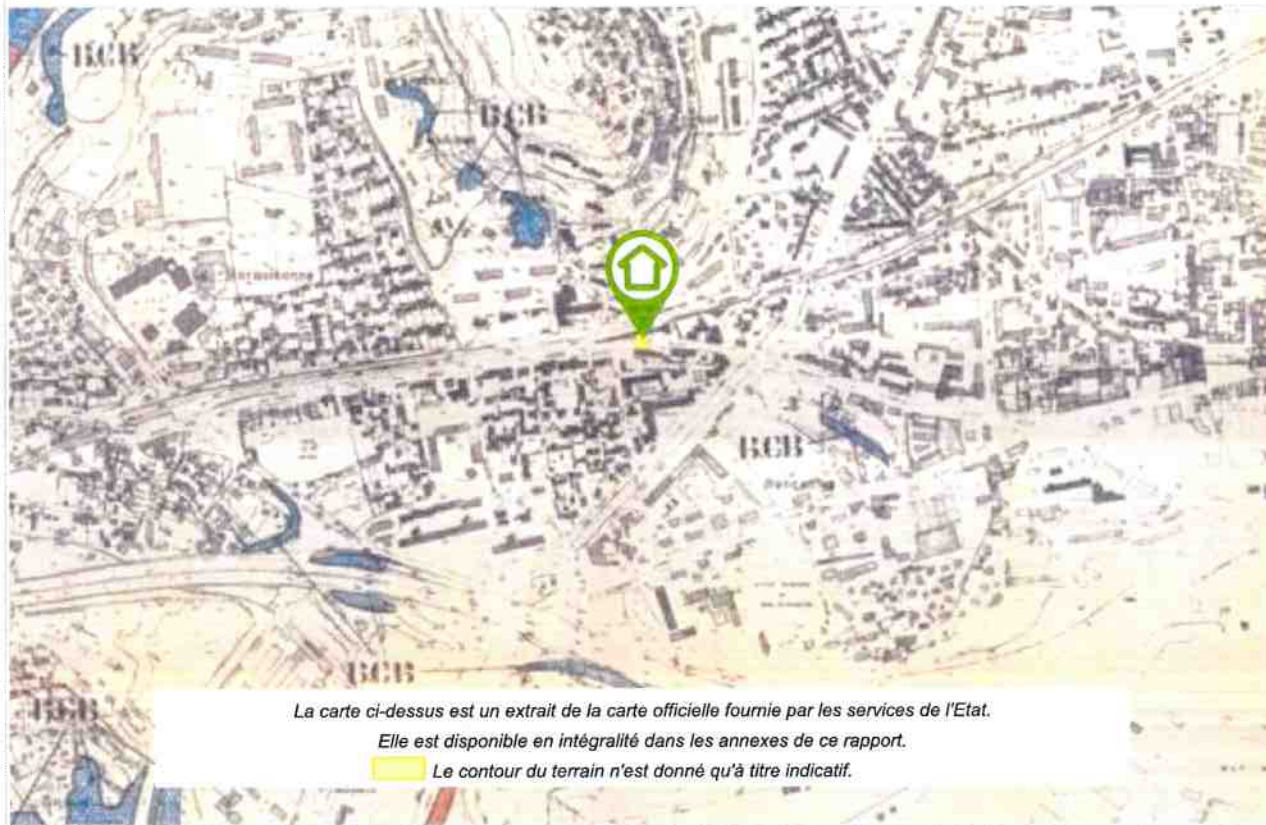 BCB
BCB
BCB
BCB
BCB
La carte ci-dessus est un extrait de la carte officielle fournie par les services de l'Etat.
Elle est disponible en intégralité dans les annexes de ce rapport.
Le contour du terrain n'est donné qu'à titre indicatif.